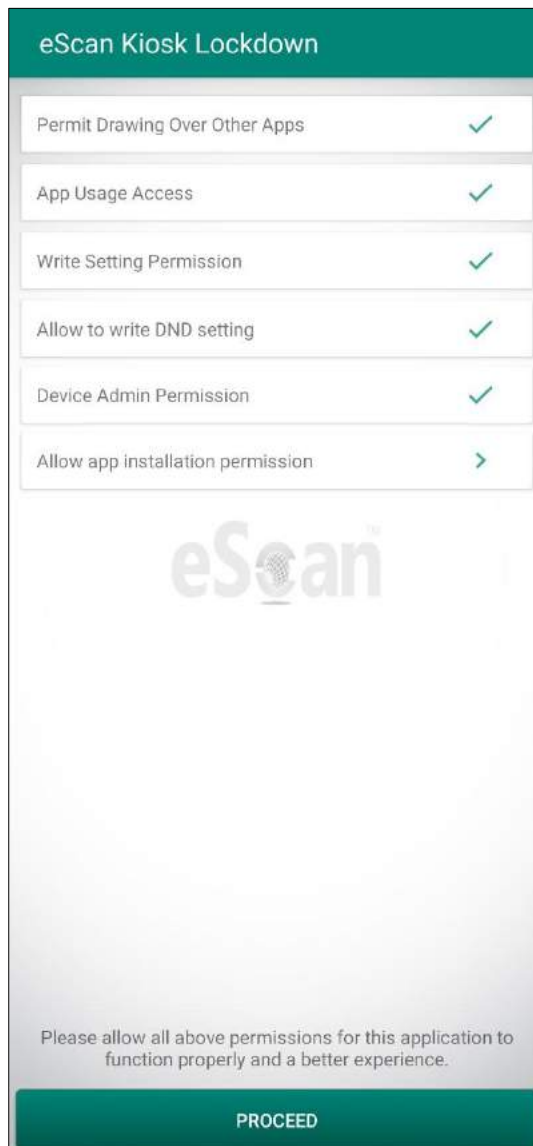 eScan Kiosk Lockdown
Permit Drawing Over Other Apps
App Usage Access
Write Setting Permission
Allow to write DND setting
Device Admin Permission
Allow app installation permission
eScan™
Please allow all above permissions for this application to
function properly and a better experience.
PROCEED